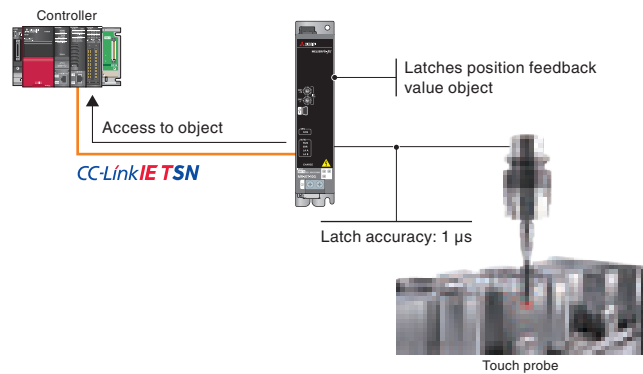 Controller
Latches position feedback
value object
Access to object
CC-Link IE TSN
Latch accuracy: 1 µs
Touch probe